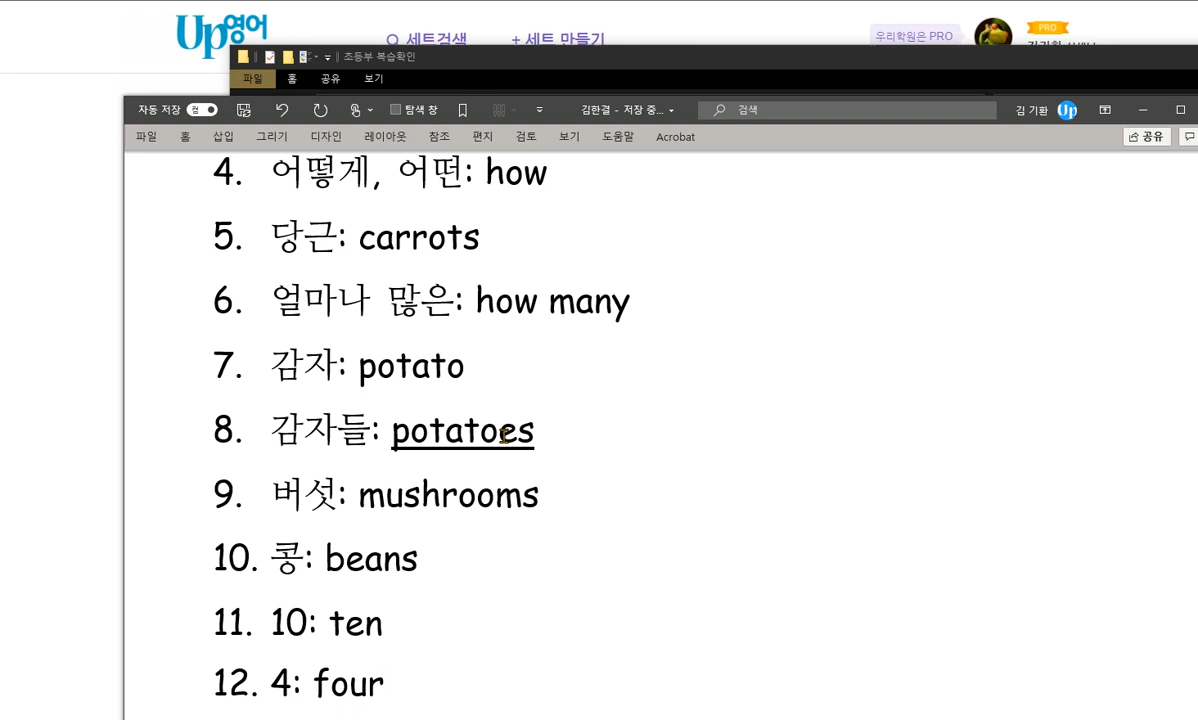 Up영어
세트검색
+ 세트 만들기
우리학원은 PRO
PRO
초등부 복습확인
파일 홈 공유 보기
자동 저장 컴 탐색 창 김한결 - 저장 중... 검색 김 기환 Up
파일 홈 삽입 그리기 디자인 레이아웃 참조 편지 검토 보기 도움말 Acrobat 공유
4. 어떻게, 어떤: how
5. 당근: carrots
6. 얼마나 많은: how many
7. 감자: potato
8. 감자들: potatoes
9. 버섯: mushrooms
10. 콩: beans
11. 10: ten
12. 4: four